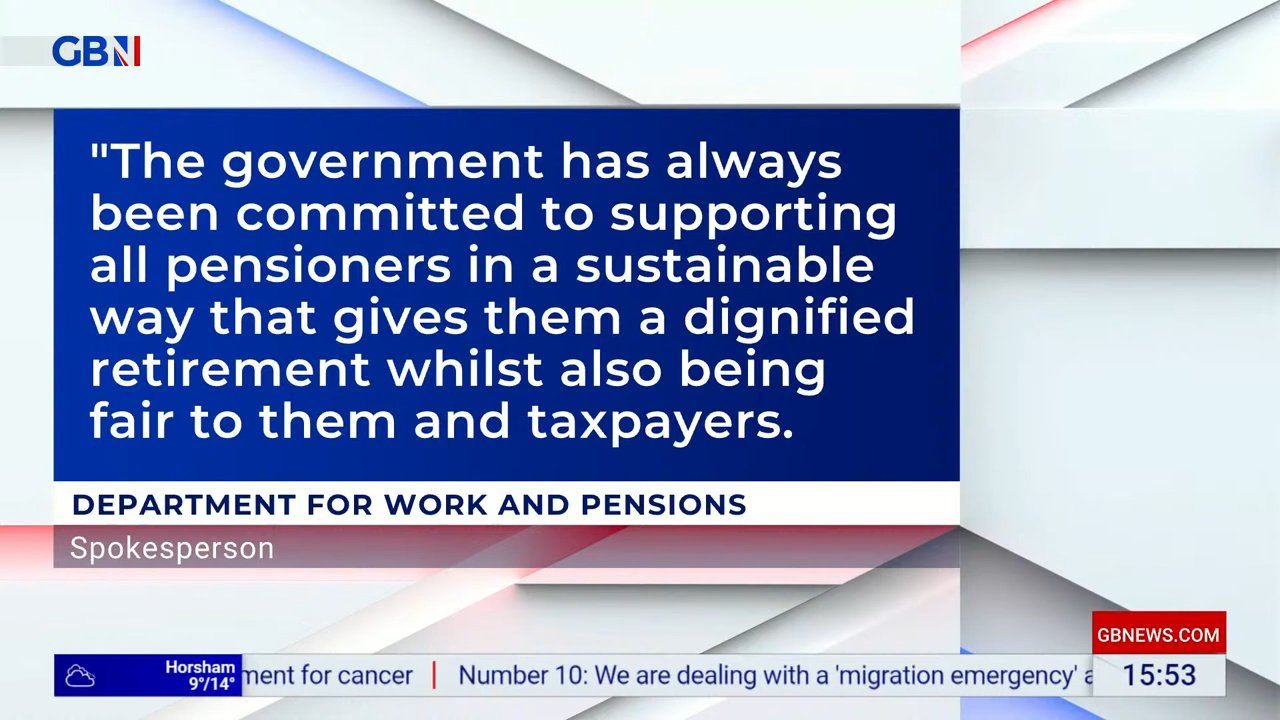 GBN
"The government has always
been committed to supporting
all pensioners in a sustainable
way that gives them a dignified
retirement whilst also being
fair to them and taxpayers.
DEPARTMENT FOR WORK AND PENSIONS
Spokesperson
GBNEWS.COM
Horsham
9°/14°
ment for cancer | Number 10: We are dealing with a 'migration emergency' a
15:53